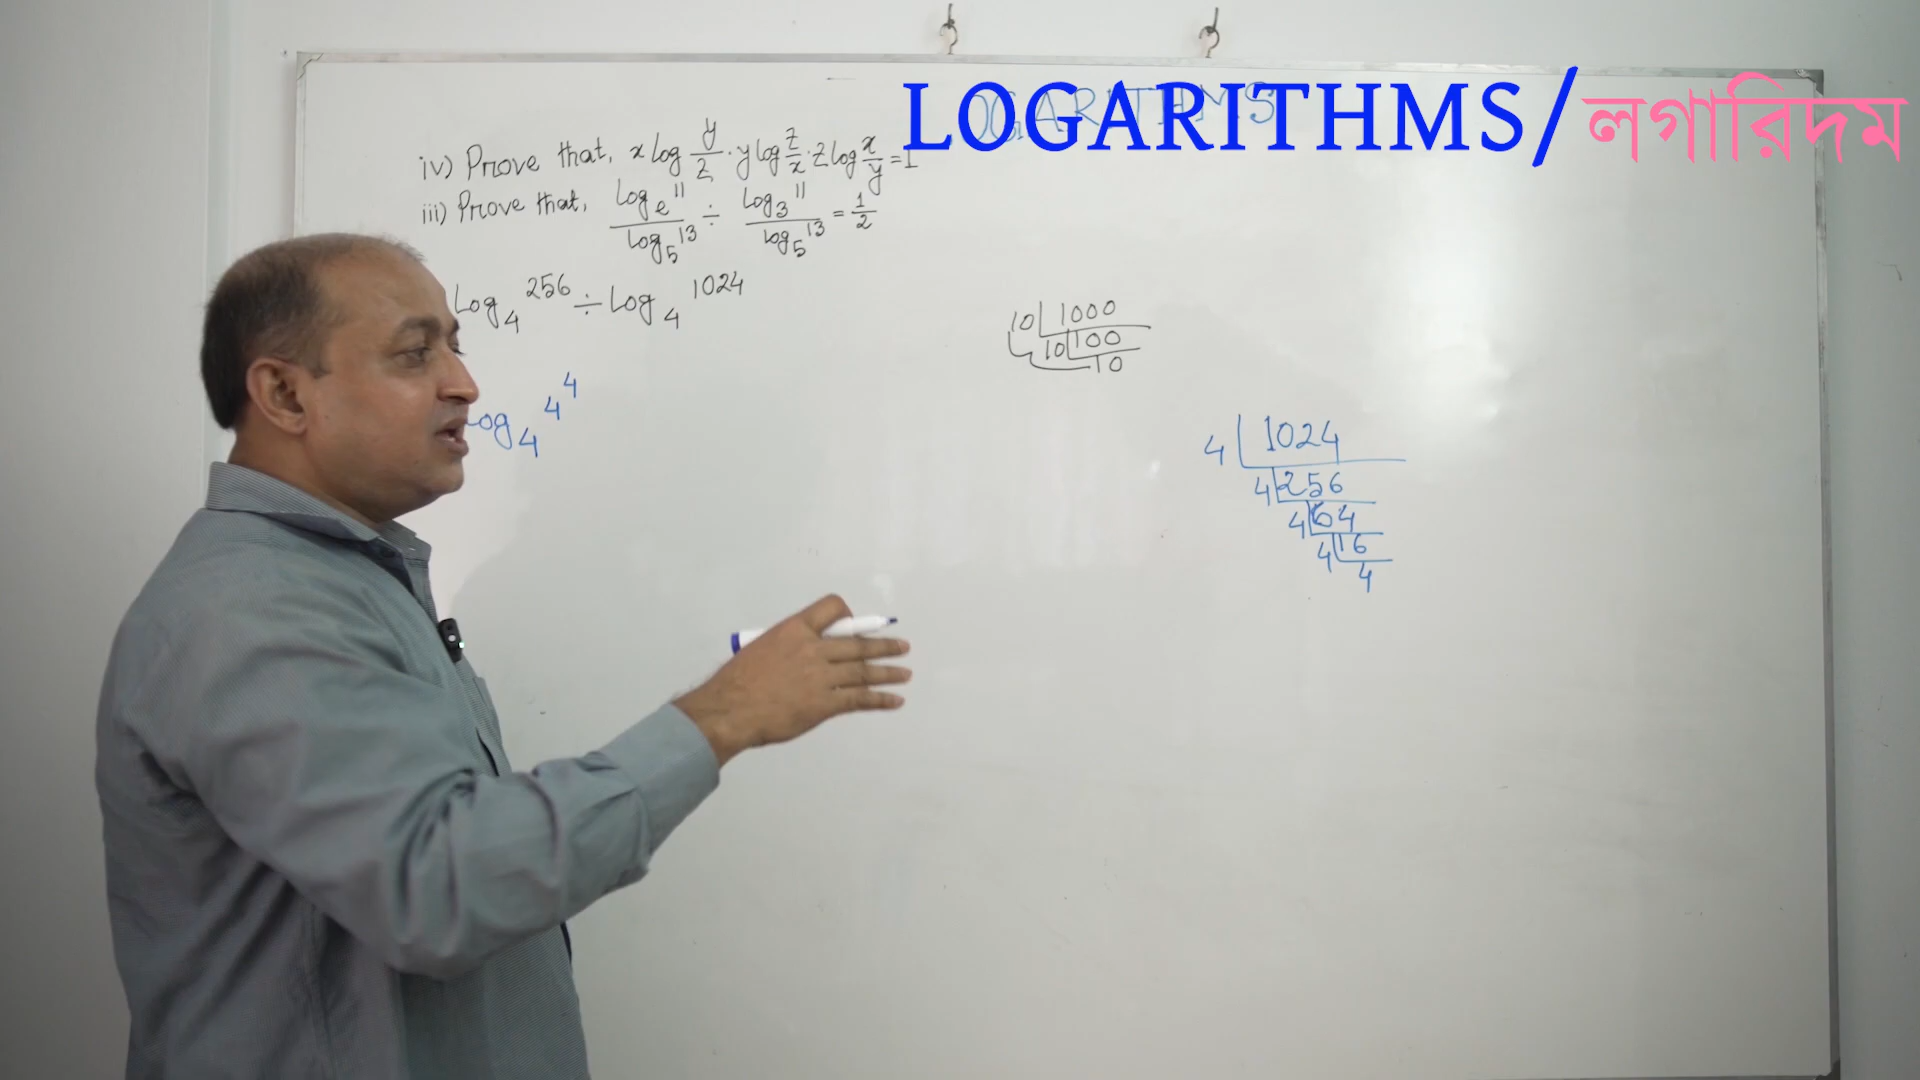 LOGARITHMS/লগারিদম
OGARITHMS
iv) Prove that, x log y/z · y log z/x · z log x/y = 1
iii) Prove that, log_e 11 / log_5 13 ÷ log_3 11 / log_5 13 = 1/2
log_4 256 ÷ log_4 1024
log_4 4^4
10 1000
10 100
10
4 1024
4 256
4 64
4 16
4